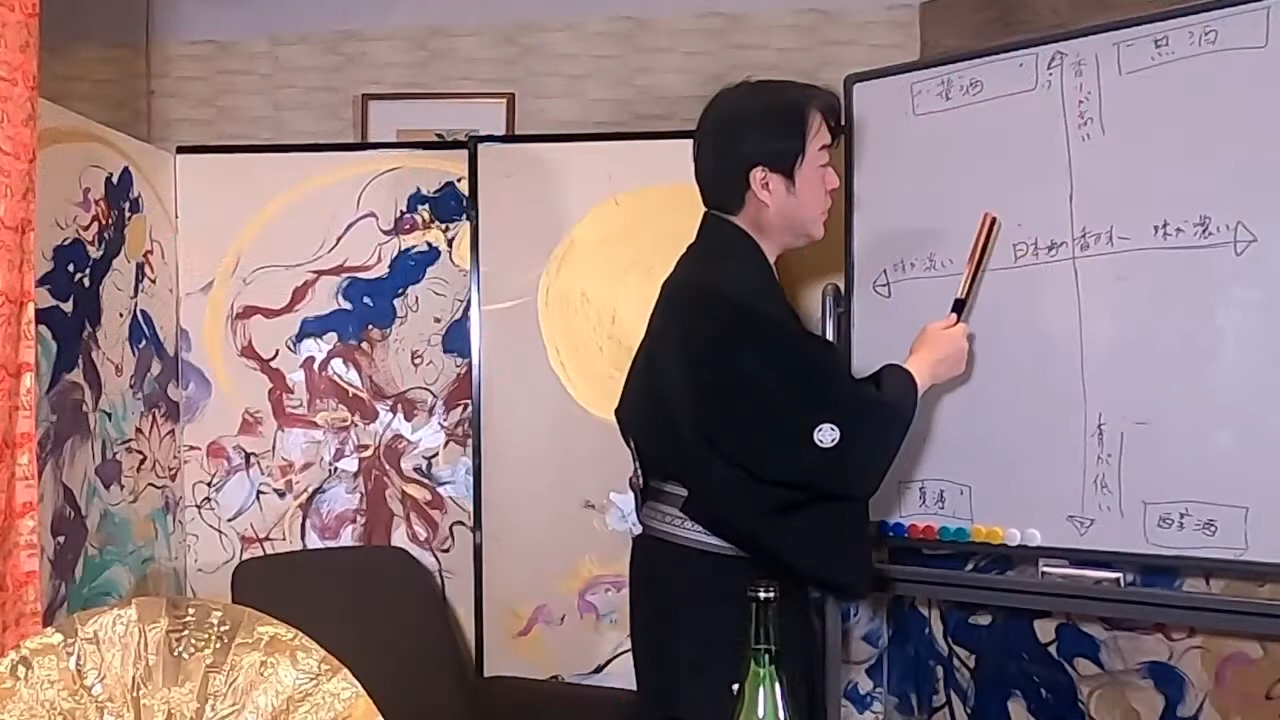 薫酒
熟酒
香りが高い
日本酒の香味
味が濃い
味が淡い
香が低い
爽酒
醇酒